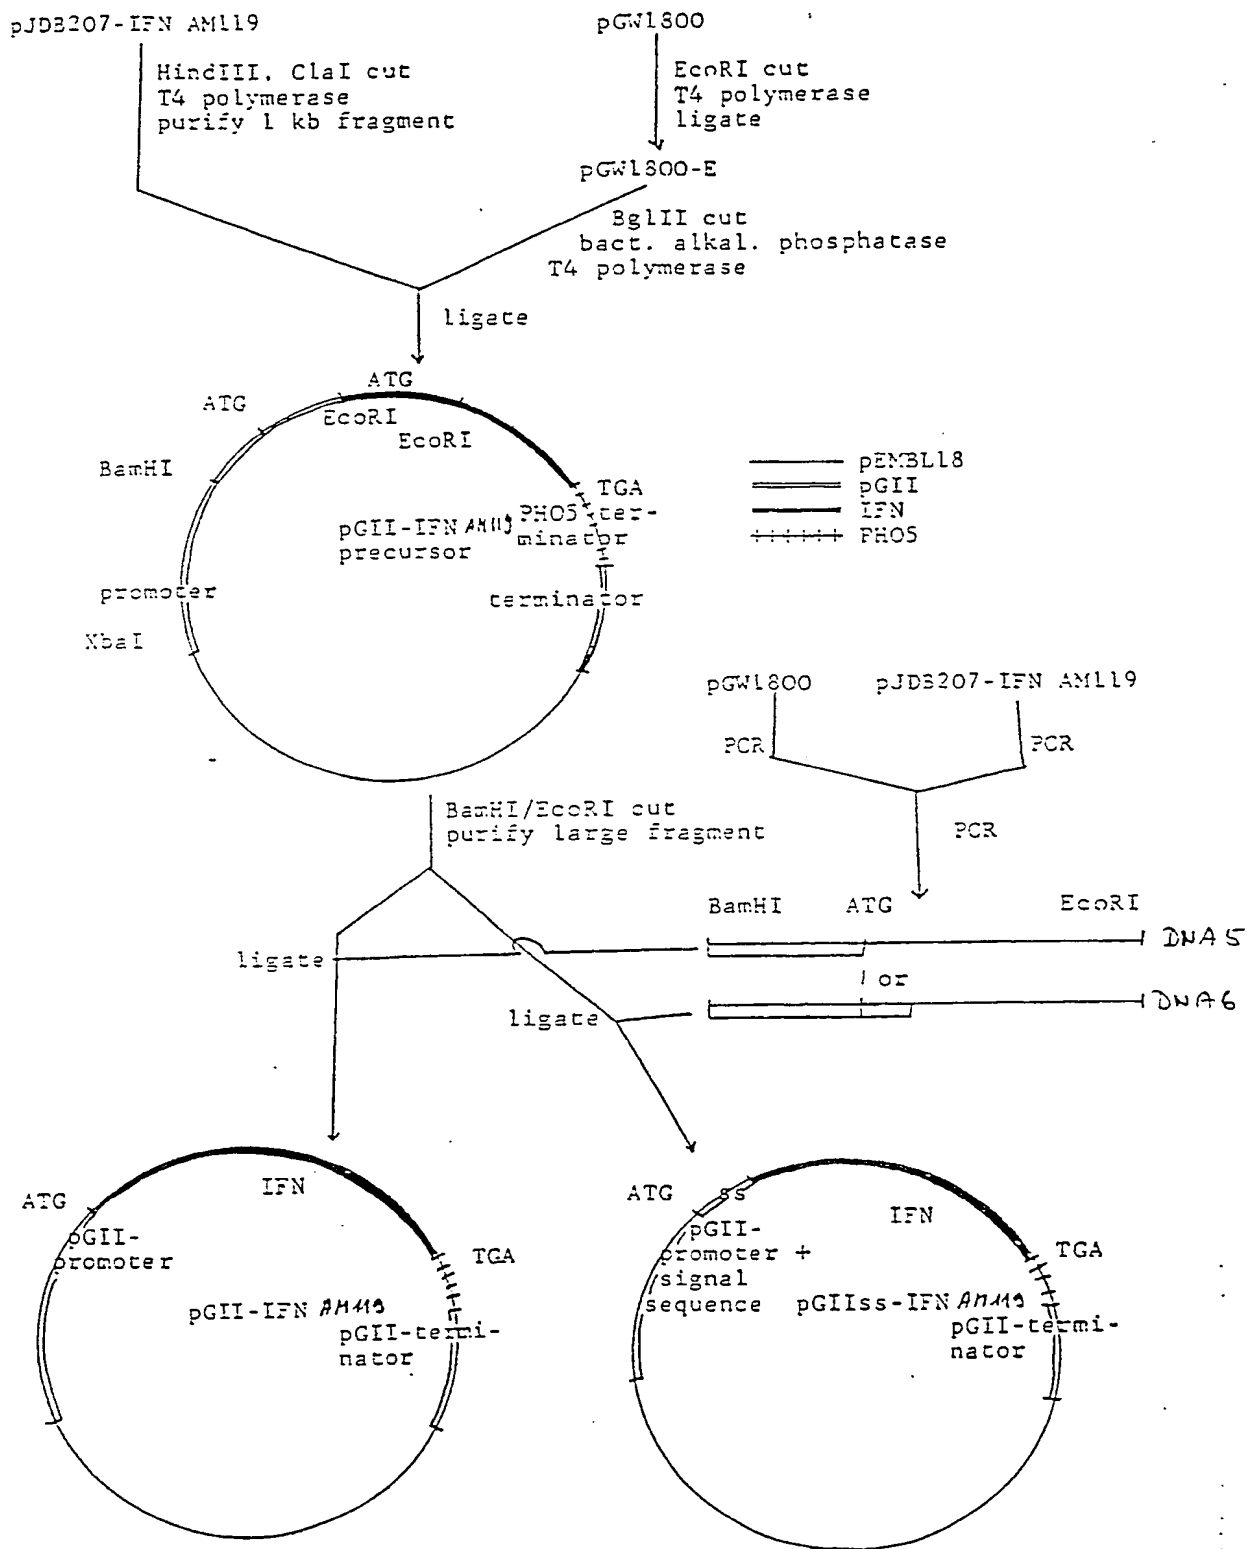 pJDB207-IFN AM119
pGW1800
HindIII, ClaI cut
T4 polymerase
purify 1 kb fragment
EcoRI cut
T4 polymerase
ligate
pGW1800-E
BglII cut
bact. alkal. phosphatase
T4 polymerase
ligate
ATG
ATG
EcoRI
EcoRI
BamHI
TGA
PHO5 ter-
minator
pGII-IFN AM119
precursor
promoter
terminator
XbaI
pEMBL18
pGII
IFN
PHO5
pGW1800
pJDB207-IFN AM119
PCR
PCR
PCR
BamHI/EcoRI cut
purify large fragment
BamHI
ATG
EcoRI
DNA 5
ligate
or
DNA 6
ligate
ATG
IFN
pGII-
promoter
TGA
pGII-IFN AM119
pGII-termi-
nator
ATG
ss
IFN
pGII-
promoter +
signal
sequence
TGA
pGIIss-IFN AM119
pGII-termi-
nator